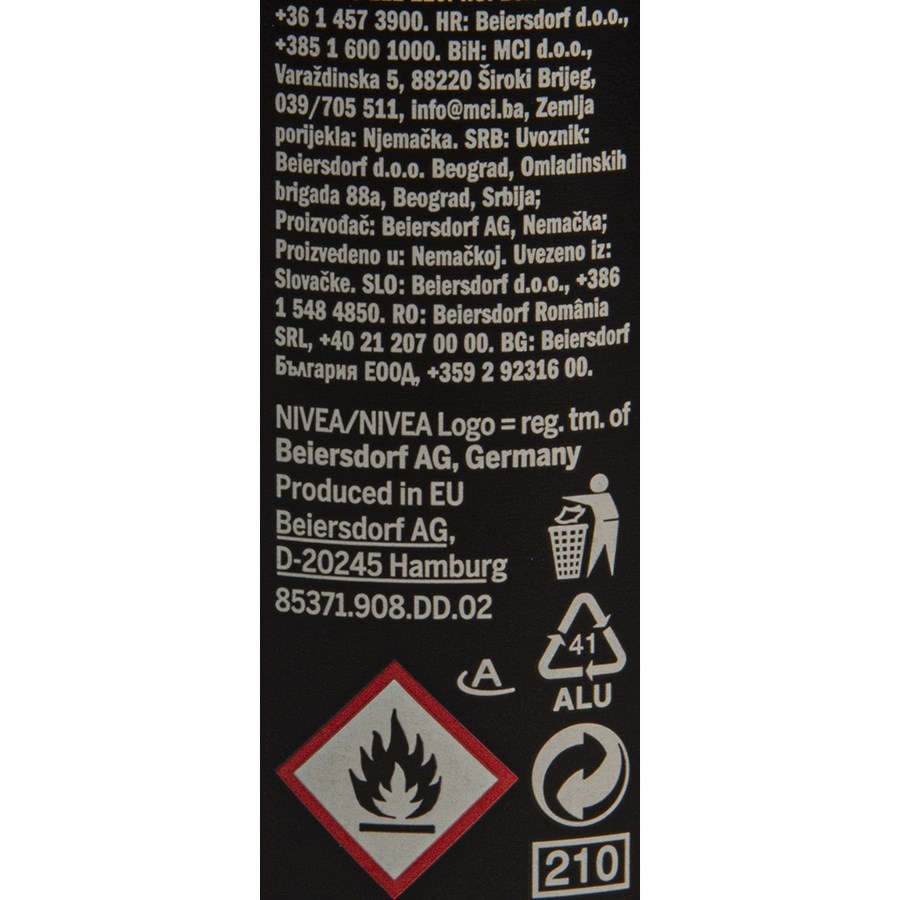 +36 1 457 3900. HR: Beiersdorf d.o.o.,
+385 1 600 1000. BiH: MCI d.o.o.,
Varaždinska 5, 88220 Široki Brijeg,
039/705 511, info@mci.ba, Zemlja
porijekla: Njemačka. SRB: Uvoznik:
Beiersdorf d.o.o. Beograd, Omladinskih
brigada 88a, Beograd, Srbija;
Proizvođač: Beiersdorf AG, Nemačka;
Proizvedeno u: Nemačkoj. Uvezeno iz:
Slovačke. SLO: Beiersdorf d.o.o., +386
1 548 4850. RO: Beiersdorf România
SRL, +40 21 207 00 00. BG: Beiersdorf
България ЕООД, +359 2 92316 00.
NIVEA/NIVEA Logo = reg. tm. of
Beiersdorf AG, Germany
Produced in EU
Beiersdorf AG,
D-20245 Hamburg
85371.908.DD.02
A
41
ALU
210